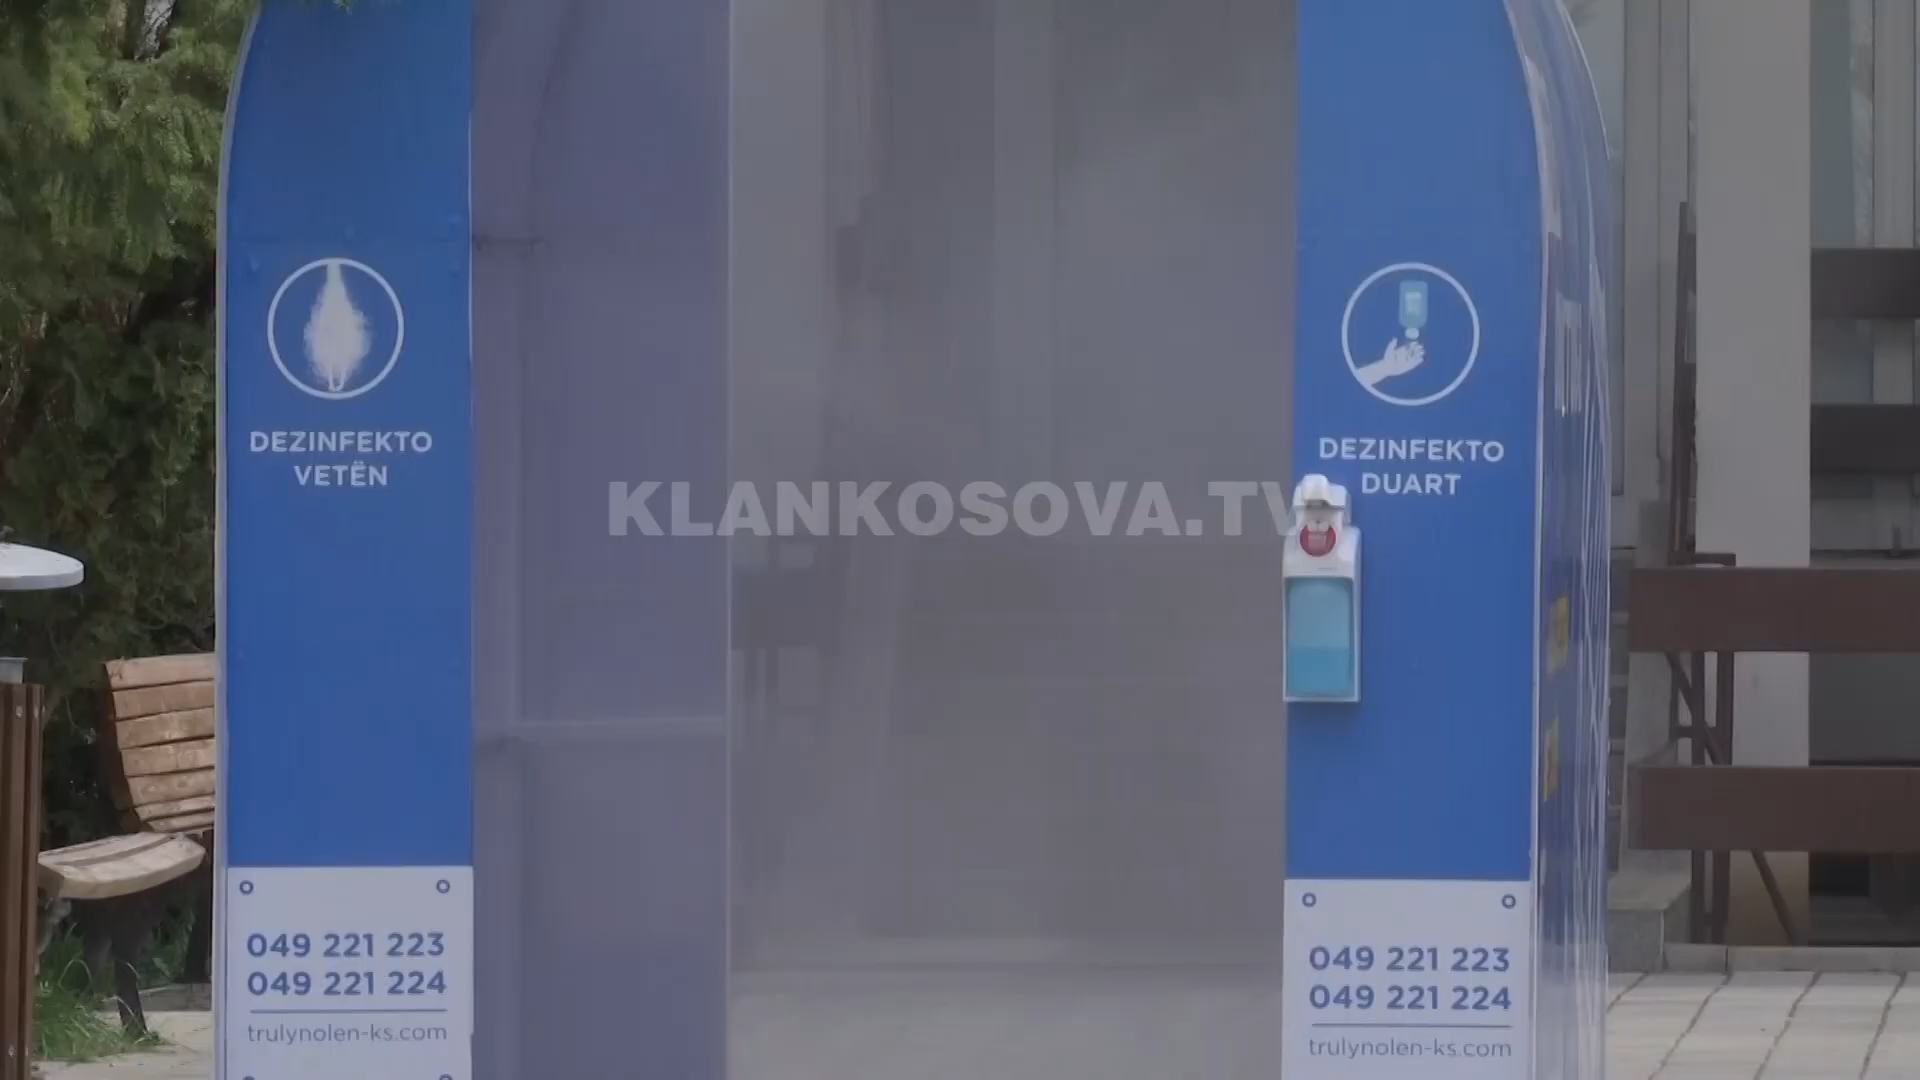 DEZINFEKTO
VETËN
KLANKOSOVA.TV
DEZINFEKTO
DUART
049 221 223
049 221 224
trulynolen-ks.com
049 221 223
049 221 224
trulynolen-ks.com